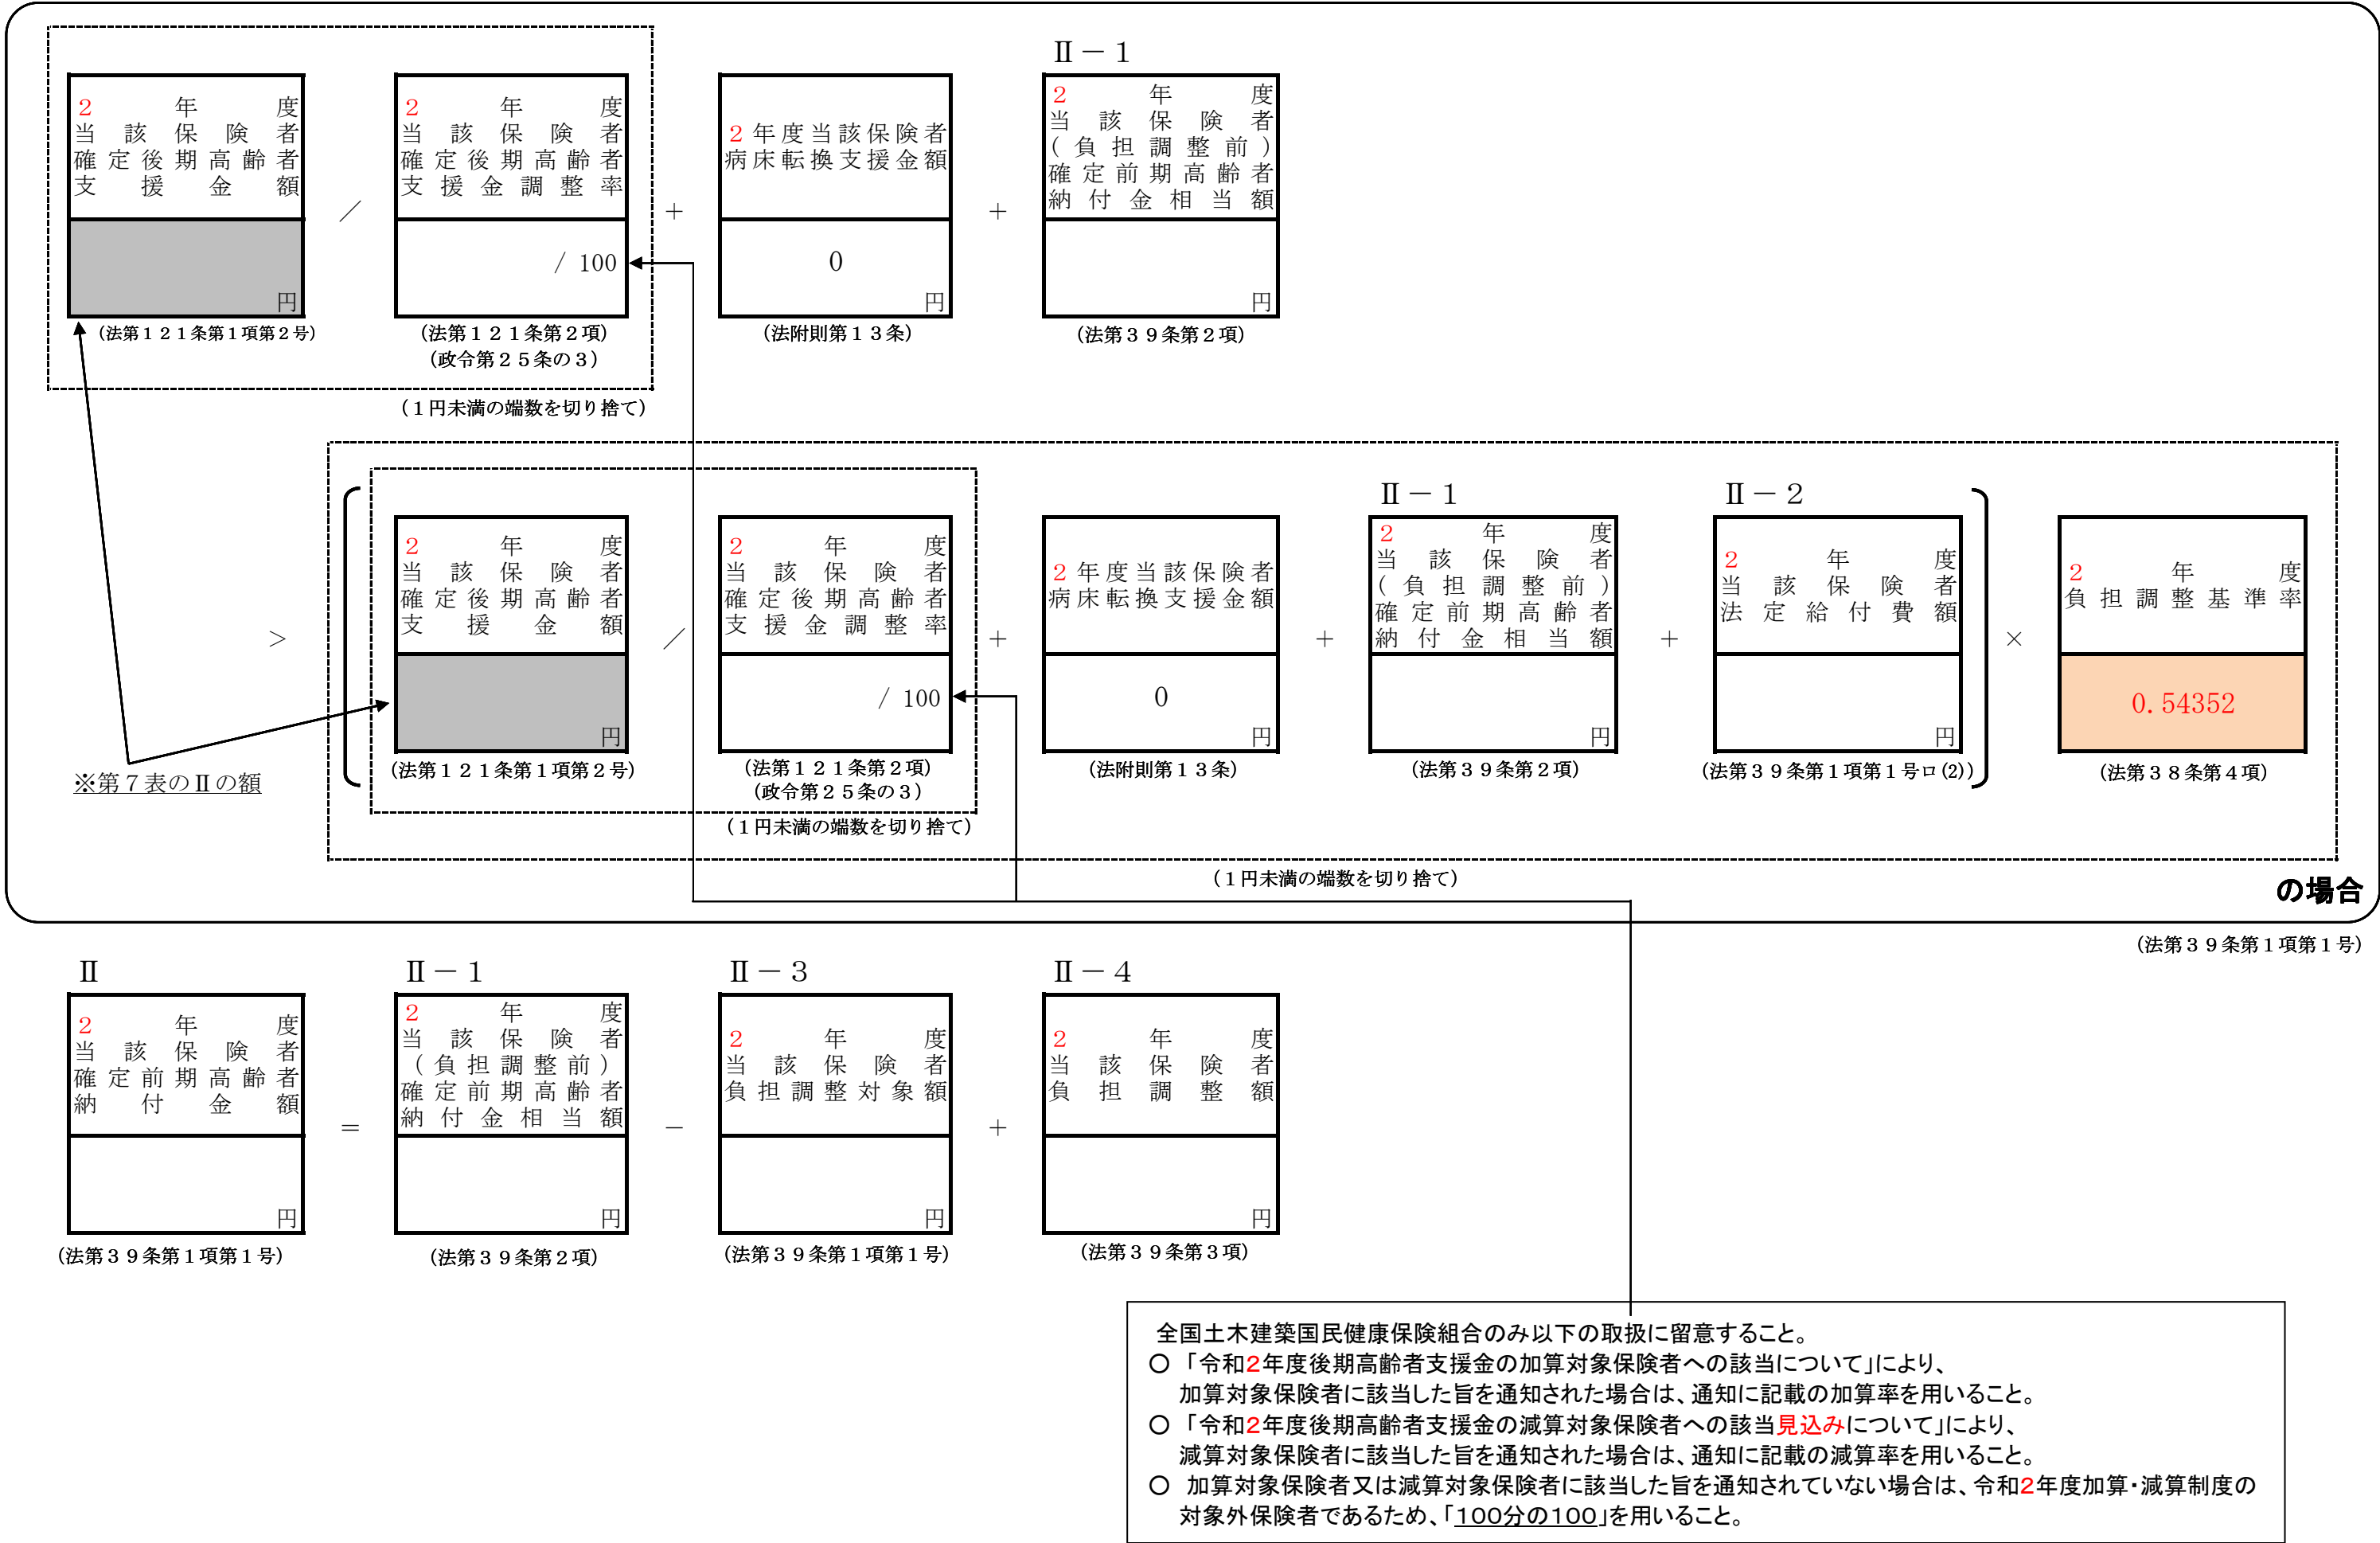 Ⅱ－１
２年度
当該保険者
確定後期高齢者
支援金額
円
(法第１２１条第１項第２号)
／
２年度
当該保険者
確定後期高齢者
支援金調整率
/ 100
(法第１２１条第２項)
(政令第２５条の３)
(１円未満の端数を切り捨て)
＋
２年度当該保険者
病床転換支援金額
0
円
(法附則第１３条)
＋
２年度
当該保険者
(負担調整前)
確定前期高齢者
納付金相当額
円
(法第３９条第２項)
＞
２年度
当該保険者
確定後期高齢者
支援金額
円
(法第１２１条第１項第２号)
／
２年度
当該保険者
確定後期高齢者
支援金調整率
/ 100
(法第１２１条第２項)
(政令第２５条の３)
(１円未満の端数を切り捨て)
＋
２年度当該保険者
病床転換支援金額
0
円
(法附則第１３条)
＋
Ⅱ－１
２年度
当該保険者
(負担調整前)
確定前期高齢者
納付金相当額
円
(法第３９条第２項)
＋
Ⅱ－２
２年度
当該保険者
法定給付費額
円
(法第３９条第１項第１号ロ(2))
×
２年度
負担調整基準率
0.54352
(法第３８条第４項)
※第７表のⅡの額
(１円未満の端数を切り捨て)
の場合
(法第３９条第１項第１号)
Ⅱ
２年度
当該保険者
確定前期高齢者
納付金額
円
(法第３９条第１項第１号)
＝
Ⅱ－１
２年度
当該保険者
(負担調整前)
確定前期高齢者
納付金相当額
円
(法第３９条第２項)
－
Ⅱ－３
２年度
当該保険者
負担調整対象額
円
(法第３９条第１項第１号)
＋
Ⅱ－４
２年度
当該保険者
負担調整額
円
(法第３９条第３項)
全国土木建築国民健康保険組合のみ以下の取扱に留意すること。
○ 「令和２年度後期高齢者支援金の加算対象保険者への該当について」により、
加算対象保険者に該当した旨を通知された場合は、通知に記載の加算率を用いること。
○ 「令和２年度後期高齢者支援金の減算対象保険者への該当見込みについて」により、
減算対象保険者に該当した旨を通知された場合は、通知に記載の減算率を用いること。
○ 加算対象保険者又は減算対象保険者に該当した旨を通知されていない場合は、令和２年度加算・減算制度の
対象外保険者であるため、「１００分の１００」を用いること。